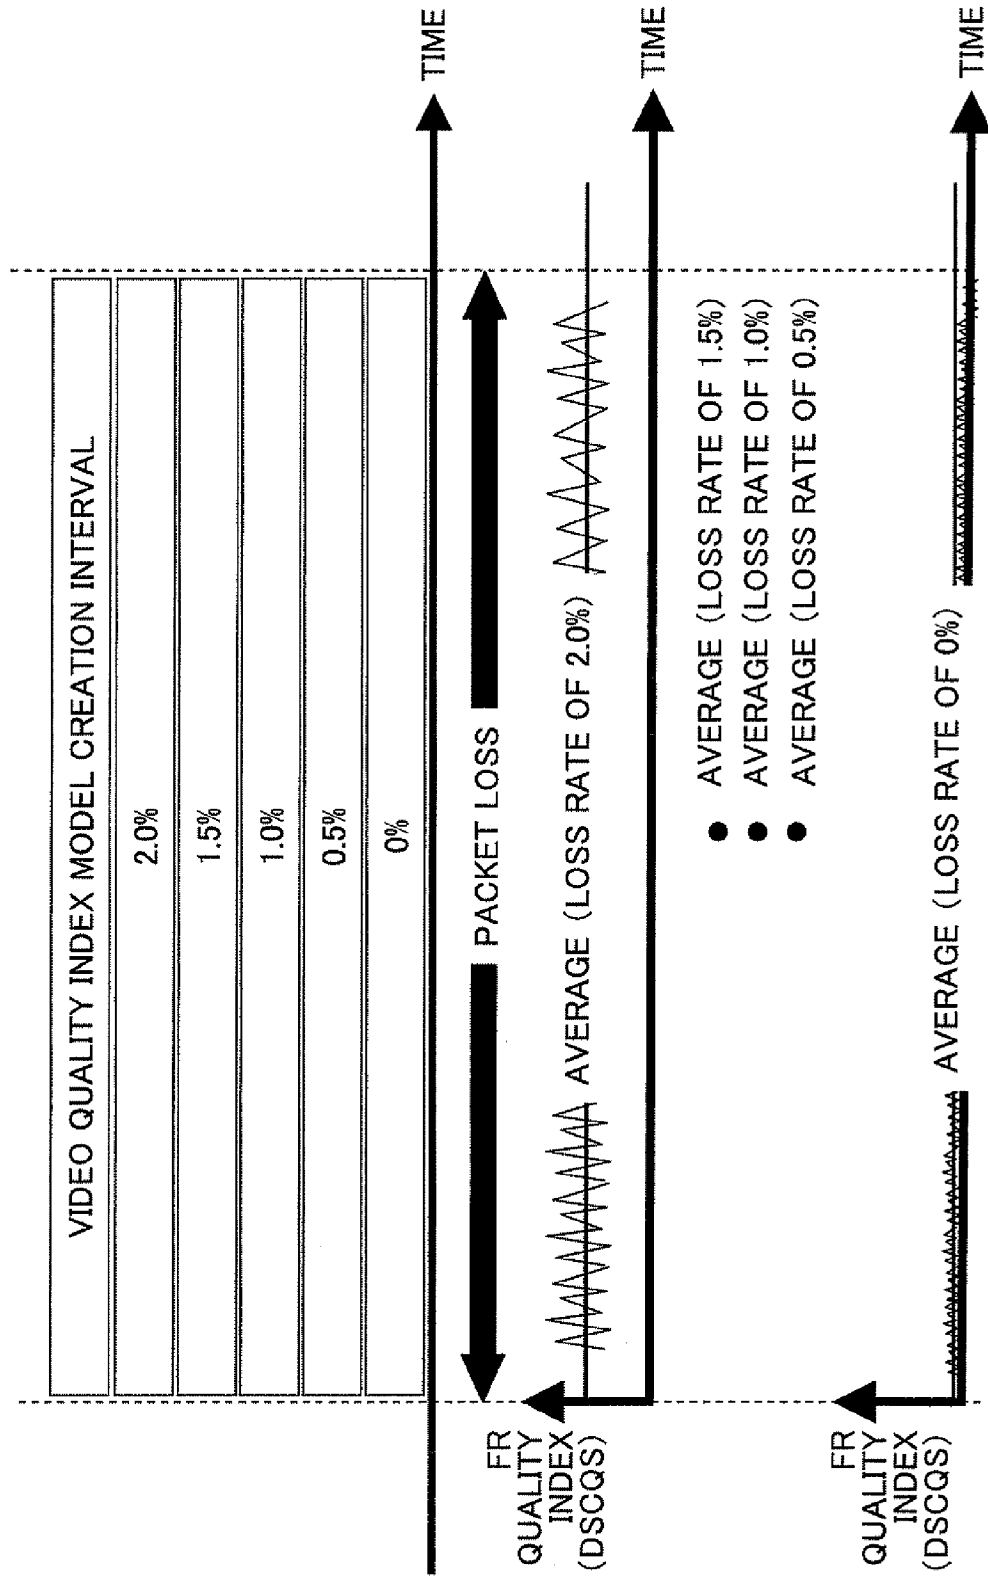 VIDEO QUALITY INDEX MODEL CREATION INTERVAL
2.0%
1.5%
1.0%
0.5%
0%
TIME
PACKET LOSS
FR
QUALITY
INDEX
(DSCQS)
AVERAGE (LOSS RATE OF 2.0%)
TIME
● AVERAGE (LOSS RATE OF 1.5%)
● AVERAGE (LOSS RATE OF 1.0%)
● AVERAGE (LOSS RATE OF 0.5%)
FR
QUALITY
INDEX
(DSCQS)
AVERAGE (LOSS RATE OF 0%)
TIME